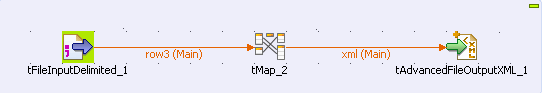 row3 (Main)
xml (Main)
tFileInputDelimited_1
tMap_2
tAdvancedFileOutputXML_1